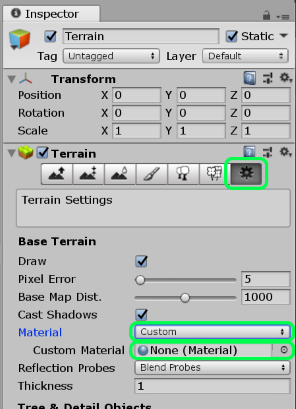 Inspector
Terrain Static
Tag Untagged Layer Default
Transform
Position X 0 Y 0 Z 0
Rotation X 0 Y 0 Z 0
Scale X 1 Y 1 Z 1
Terrain
Terrain Settings
Base Terrain
Draw
Pixel Error 5
Base Map Dist. 1000
Cast Shadows
Material Custom
Custom Material None (Material)
Reflection Probes Blend Probes
Thickness 1
Tree & Detail Objects